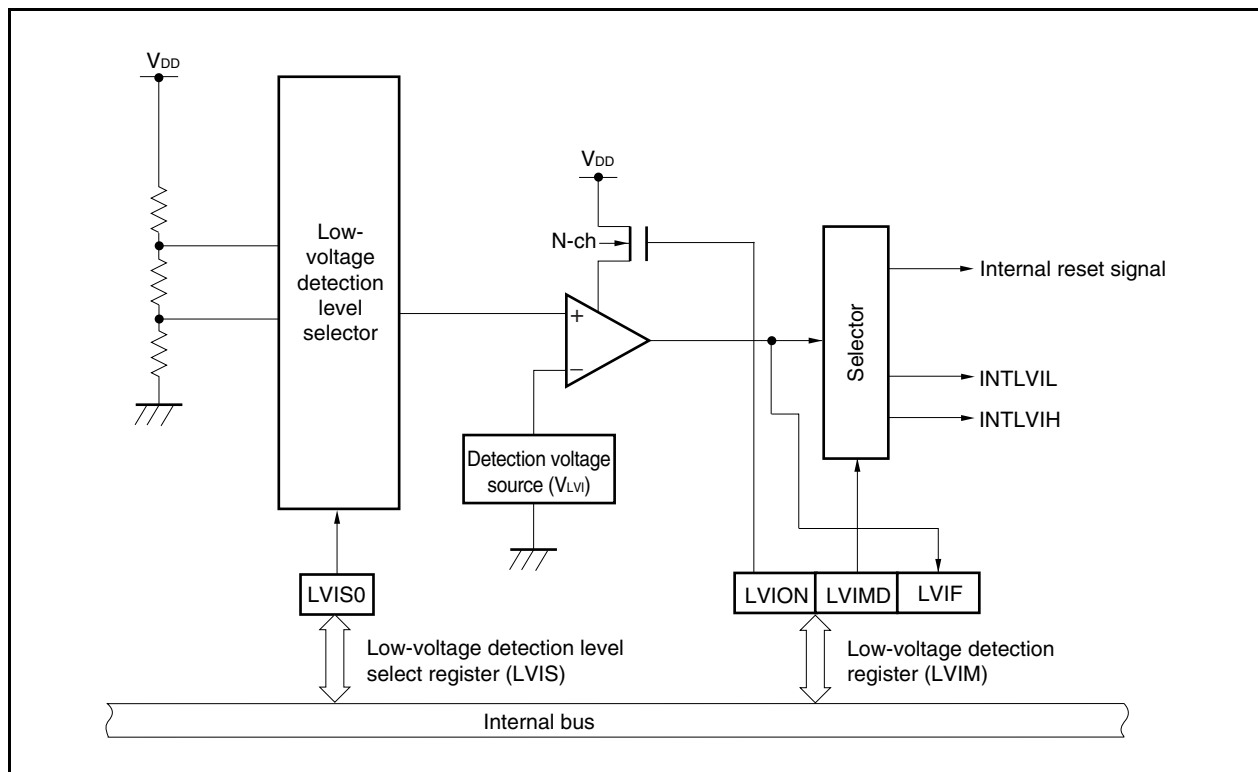 VDD
Low-
voltage
detection
level
selector
VDD
N-ch
+
−
Detection voltage
source (VLVI)
Selector
Internal reset signal
INTLVIL
INTLVIH
LVIS0
LVION
LVIMD
LVIF
Low-voltage detection level
select register (LVIS)
Low-voltage detection
register (LVIM)
Internal bus